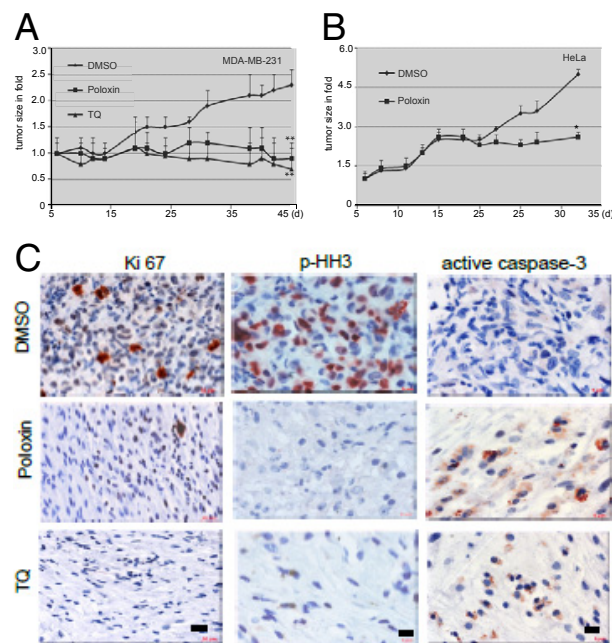 A
3.0
2.5
2.0
1.5
1.0
0.5
0.0
tumor size in fold
MDA-MB-231
DMSO
Poloxin
TQ
**
**
5 15 25 35 45 (d)
B
6.0
4.5
3.0
1.5
0.0
tumor size in fold
HeLa
DMSO
Poloxin
*
5 10 15 20 25 30 35 (d)
C
Ki 67 p-HH3 active caspase-3
DMSO
Poloxin
TQ